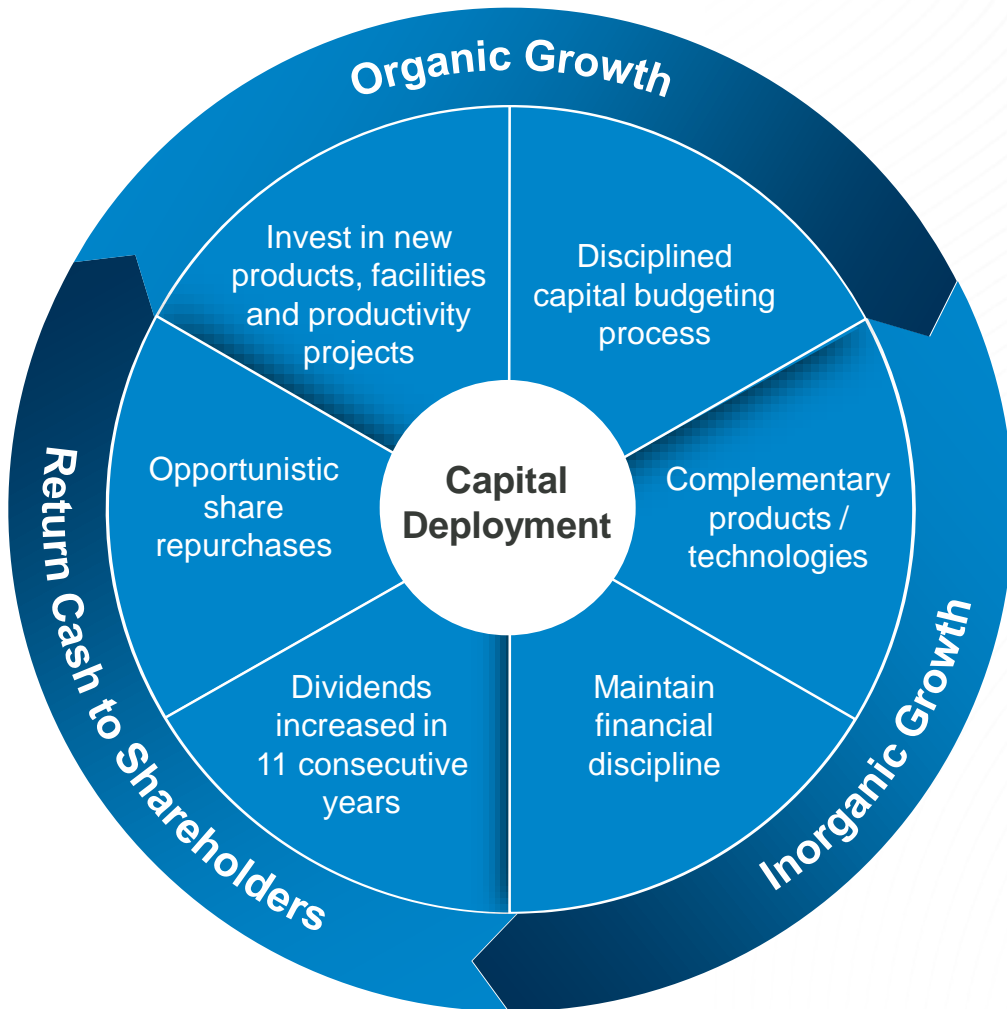 Organic Growth
Invest in new
products, facilities
and productivity
projects
Disciplined
capital budgeting
process
Complementary
products /
technologies
Maintain
financial
discipline
Inorganic Growth
Dividends
increased in
11 consecutive
years
Opportunistic
share
repurchases
Return Cash to Shareholders
Capital
Deployment